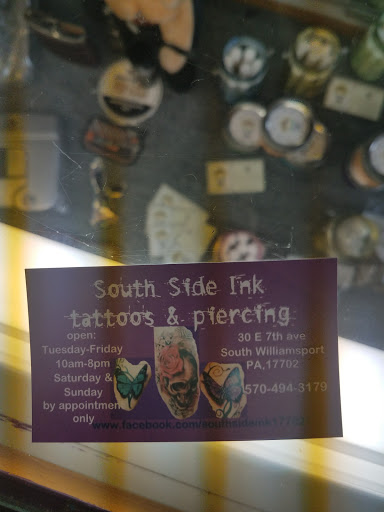 South Side Ink
tattoos & piercing
open:
Tuesday-Friday
10am-8pm
Saturday &
Sunday
by appointment
only
30 E 7th ave
South Williamsport
PA,17702
570-494-3179
www.facebook.com/southsideink17702